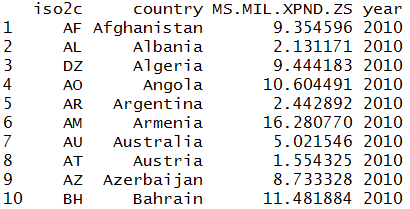 iso2c country MS.MIL.XPND.ZS year
1 AF Afghanistan 9.354596 2010
2 AL Albania 2.131171 2010
3 DZ Algeria 9.444183 2010
4 AO Angola 10.604491 2010
5 AR Argentina 2.442892 2010
6 AM Armenia 16.280770 2010
7 AU Australia 5.021546 2010
8 AT Austria 1.554325 2010
9 AZ Azerbaijan 8.733328 2010
10 BH Bahrain 11.481884 2010